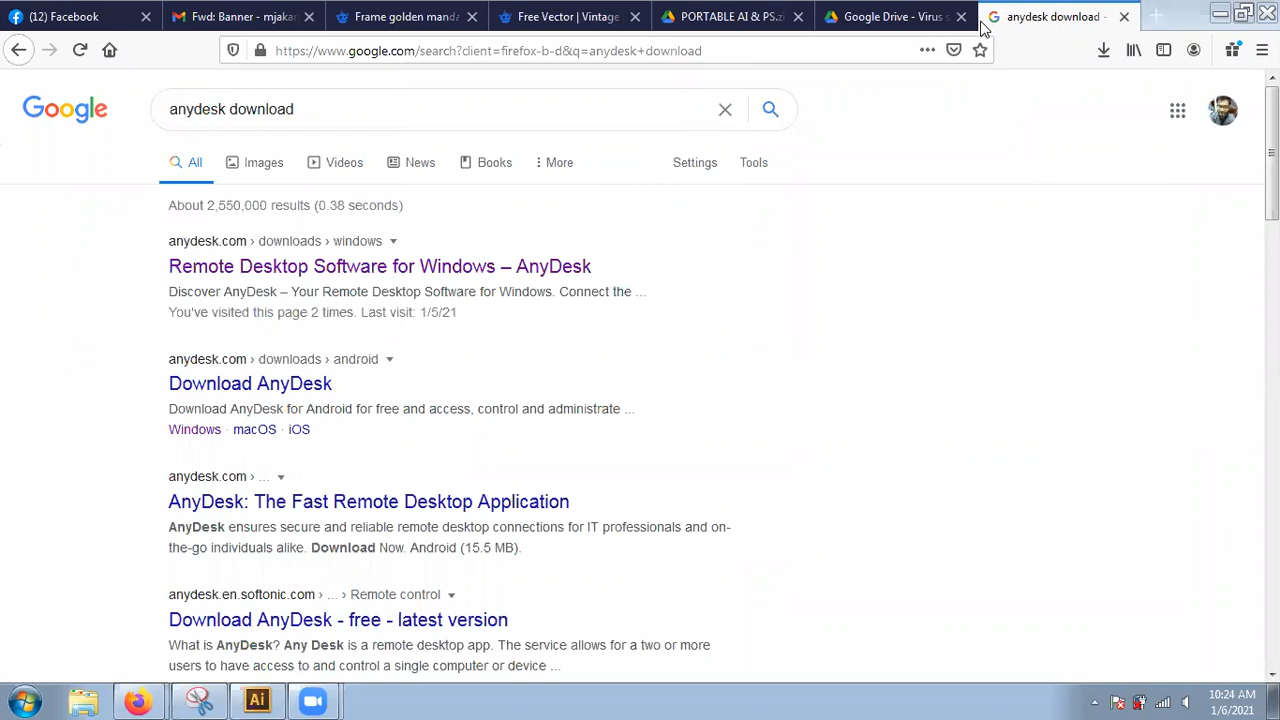 (12) Facebook
Fwd: Banner - mjakan
Frame golden manda
Free Vector | Vintage
PORTABLE AI & PS.zi
Google Drive - Virus s
anydesk download -
https://www.google.com/search?client=firefox-b-d&q=anydesk+download
Google
anydesk download
All
Images
Videos
News
Books
More
Settings
Tools
About 2,550,000 results (0.38 seconds)
anydesk.com › downloads › windows
Remote Desktop Software for Windows – AnyDesk
Discover AnyDesk – Your Remote Desktop Software for Windows. Connect the ...
You've visited this page 2 times. Last visit: 1/5/21
anydesk.com › downloads › android
Download AnyDesk
Download AnyDesk for Android for free and access, control and administrate ...
Windows · macOS · iOS
anydesk.com › ...
AnyDesk: The Fast Remote Desktop Application
AnyDesk ensures secure and reliable remote desktop connections for IT professionals and on-
the-go individuals alike. Download Now. Android (15.5 MB).
anydesk.en.softonic.com › ... › Remote control
Download AnyDesk - free - latest version
What is AnyDesk? Any Desk is a remote desktop app. The service allows for a two or more
users to have access to and control a single computer or device ...
Ai
10:24 AM
1/6/2021